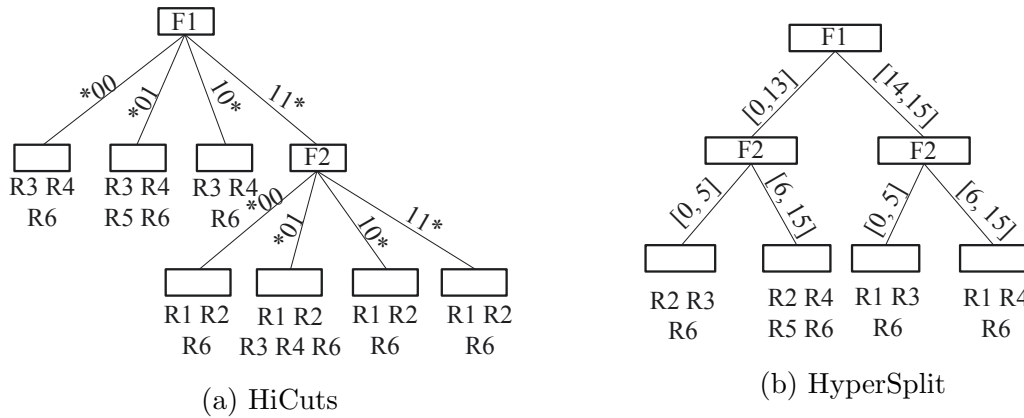 F1
00*
01*
10*
11*
R3 R4
R6
R3 R4
R5 R6
R3 R4
R6
F2
00*
01*
10*
11*
R1 R2
R6
R1 R2
R3 R4 R6
R1 R2
R6
R1 R2
R6
(a) HiCuts
F1
[0,13]
[14,15]
F2
F2
[0, 5]
[6, 15]
[0, 5]
[6, 15]
R2 R3
R6
R2 R4
R5 R6
R1 R3
R6
R1 R4
R6
(b) HyperSplit